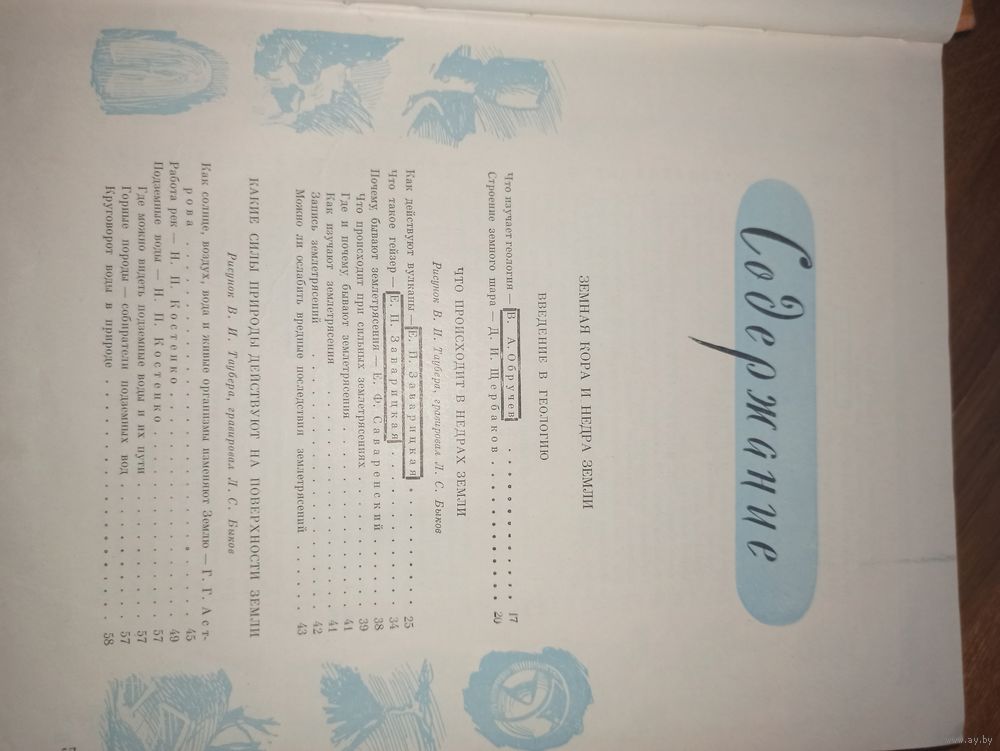 Содержание
ЗЕМНАЯ КОРА И НЕДРА ЗЕМЛИ
ВВЕДЕНИЕ В ГЕОЛОГИЮ
Что изучает геология — В. А. Обручев . . . . . . . . . . 17
Строение земного шара — Д. И. Щербаков . . . . . . . . . . 20
ЧТО ПРОИСХОДИТ В НЕДРАХ ЗЕМЛИ
Рисунок В. И. Таубера, гравировал Л. С. Быков
Как действуют вулканы — Е. П. Заварицкая . . . . . . . . . . 25
Что такое гейзер — Е. П. Заварицкая . . . . . . . . . . 34
Почему бывают землетрясения — Е. Ф. Саваренский . . . . . . 38
Что происходит при сильных землетрясениях . . . . . . . . . . 39
Где и почему бывают землетрясения . . . . . . . . . . 41
Как изучают землетрясения . . . . . . . . . . 41
Запись землетрясений . . . . . . . . . . 42
Можно ли ослабить вредные последствия землетрясений . . . . . 43
КАКИЕ СИЛЫ ПРИРОДЫ ДЕЙСТВУЮТ НА ПОВЕРХНОСТИ ЗЕМЛИ
Рисунок В. И. Таубера, гравировал Л. С. Быков
Как солнце, воздух, вода и живые организмы изменяют Землю — Г. Г. Аст-
рова . . . . . . . . . . 45
Работа рек — Н. П. Костенко . . . . . . . . . . 49
Подземные воды — Н. П. Костенко . . . . . . . . . . 57
Где можно видеть подземные воды и их пути . . . . . . . . . . 57
Горные породы — собиратели подземных вод . . . . . . . . . . 57
Круговорот воды в природе . . . . . . . . . . 58
www.ay.by